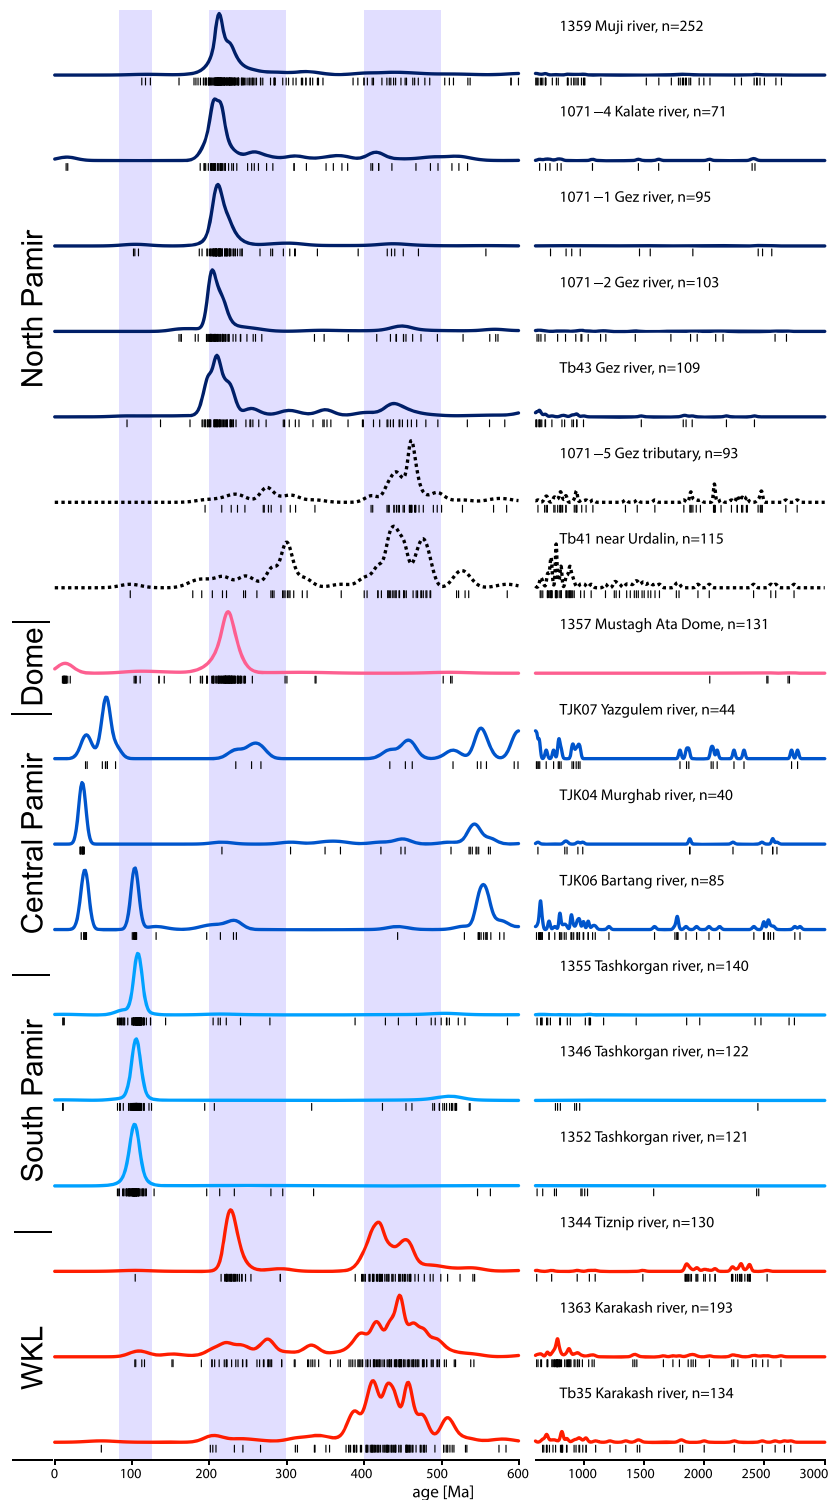 1359 Muji river, n=252
1071–4 Kalate river, n=71
1071–1 Gez river, n=95
1071–2 Gez river, n=103
Tb43 Gez river, n=109
1071–5 Gez tributary, n=93
Tb41 near Urdalin, n=115
North Pamir
1357 Mustagh Ata Dome, n=131
Dome
TJK07 Yazgulem river, n=44
TJK04 Murghab river, n=40
TJK06 Bartang river, n=85
Central Pamir
1355 Tashkorgan river, n=140
1346 Tashkorgan river, n=122
1352 Tashkorgan river, n=121
South Pamir
1344 Tiznip river, n=130
1363 Karakash river, n=193
Tb35 Karakash river, n=134
WKL
0 100 200 300 400 500 600 1000 1500 2000 2500 3000
age [Ma]